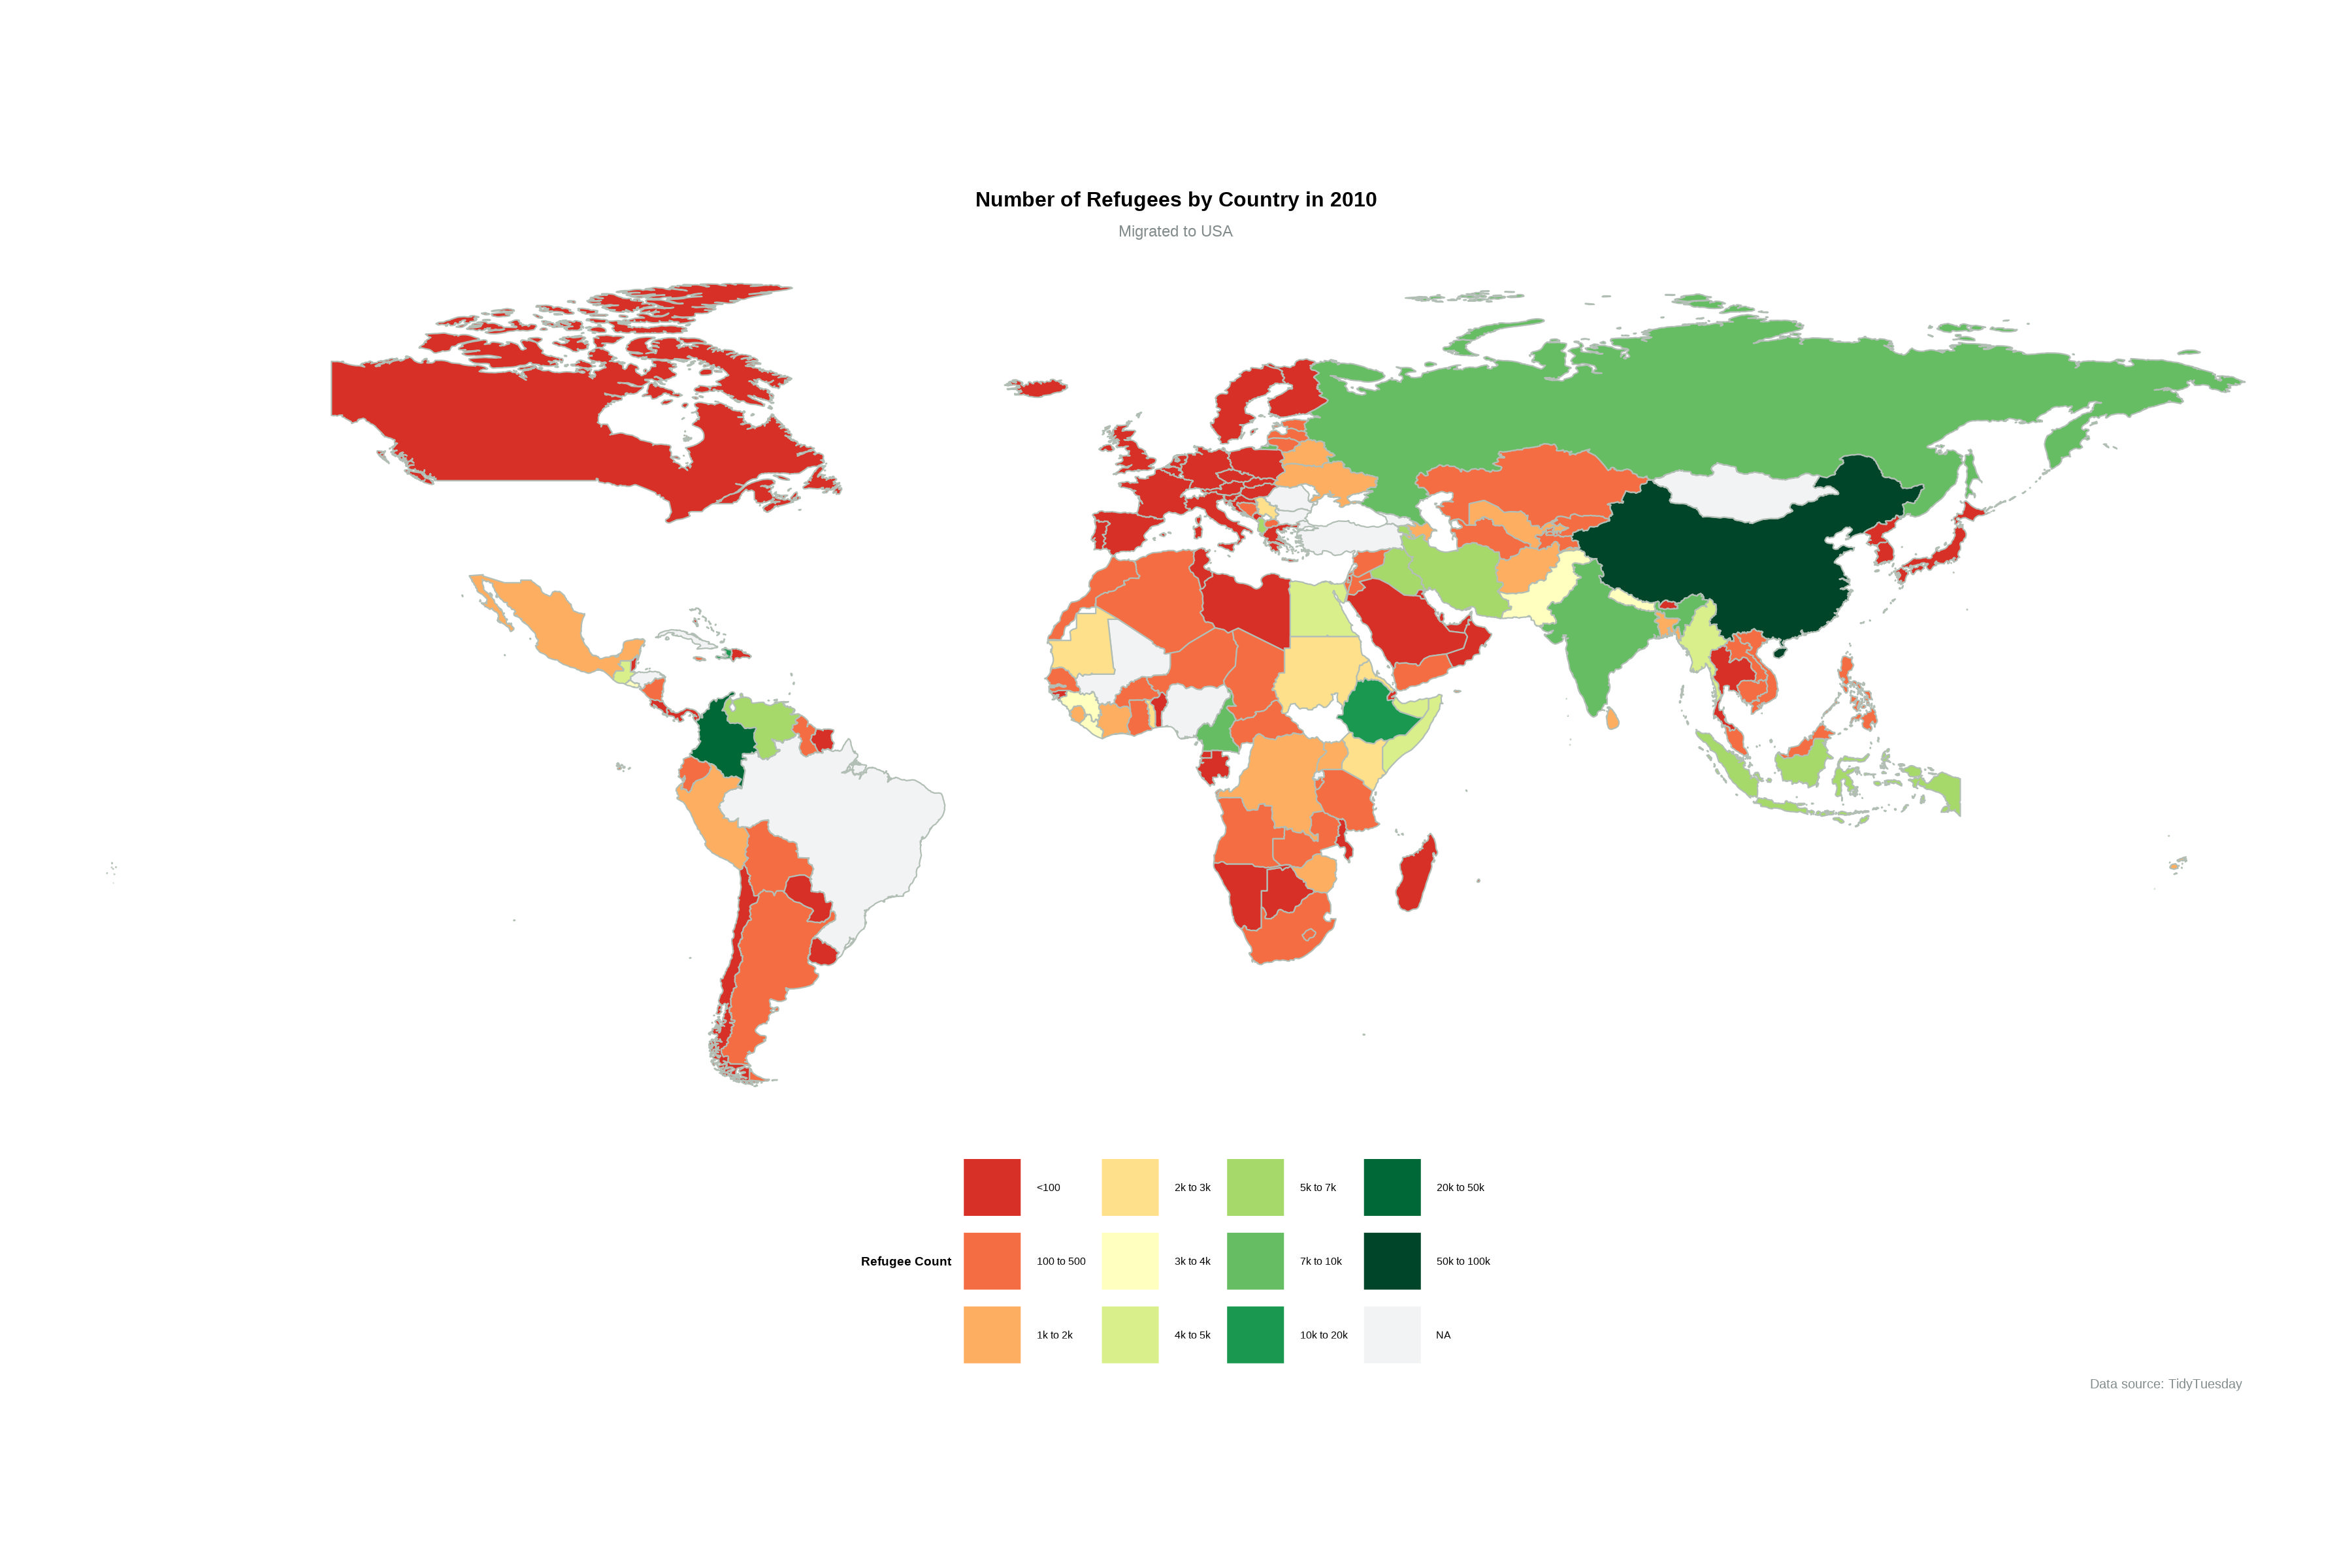 Number of Refugees by Country in 2010
Migrated to USA
<100
2k to 3k
5k to 7k
20k to 50k
Refugee Count
100 to 500
3k to 4k
7k to 10k
50k to 100k
1k to 2k
4k to 5k
10k to 20k
NA
Data source: TidyTuesday